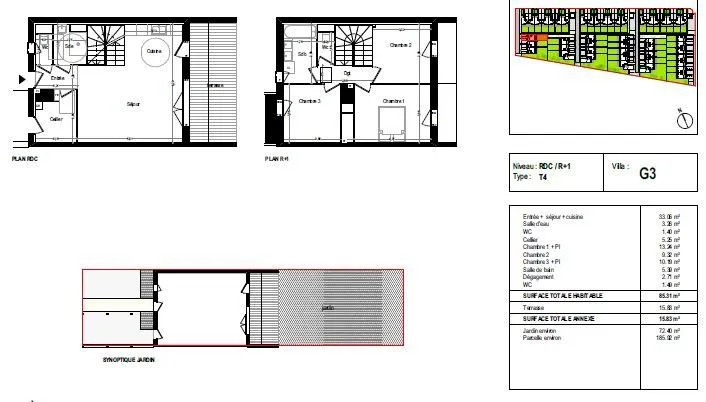 Wc
Sde
Cuisine
Entrée
Séjour
Terrasse
Cellier
PLAN RDC
Wc
Sdb
Chambre 2
Dgt
Chambre 3
Chambre 1
PLAN R+1
N
Niveau : RDC / R+1
Type : T4
Villa :
G3
Entrée + séjour + cuisine 33.06 m²
Salle d'eau 3.26 m²
WC 1.40 m²
Cellier 5.25 m²
Chambre 1 + Pl 13.24 m²
Chambre 2 9.32 m²
Chambre 3 + Pl 10.19 m²
Salle de bain 5.39 m²
Dégagement 2.71 m²
WC 1.49 m²
SURFACE TOTALE HABITABLE 85.31 m²
Terrasse 15.83 m²
SURFACE TOTALE ANNEXE 15.83 m²
Jardin environ 72.40 m²
Parcelle environ 185.92 m²
jardin
SYNOPTIQUE JARDIN